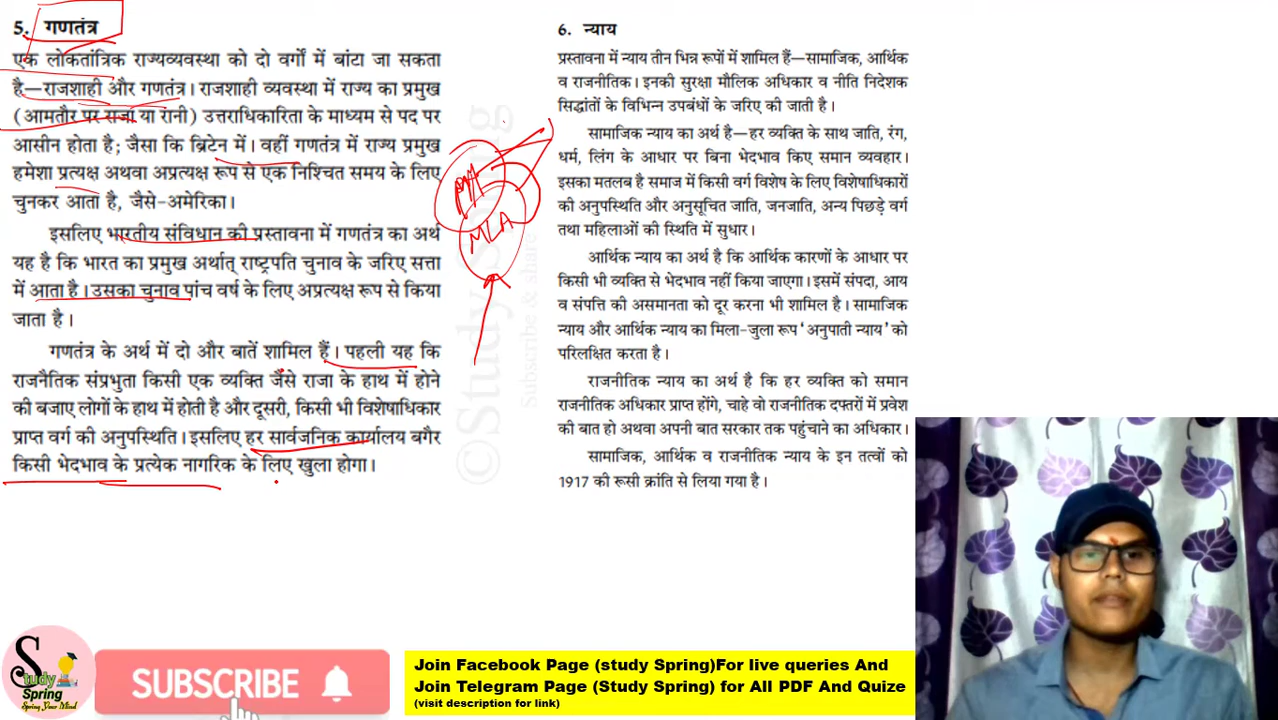 5. गणतंत्र
एक लोकतांत्रिक राज्यव्यवस्था को दो वर्गों में बांटा जा सकता
है—राजशाही और गणतंत्र। राजशाही व्यवस्था में राज्य का प्रमुख
(आमतौर पर राजा या रानी) उत्तराधिकारिता के माध्यम से पद पर
आसीन होता है; जैसा कि ब्रिटेन में। वहीं गणतंत्र में राज्य प्रमुख
हमेशा प्रत्यक्ष अथवा अप्रत्यक्ष रूप से एक निश्चित समय के लिए
चुनकर आता है, जैसे-अमेरिका।
इसलिए भारतीय संविधान की प्रस्तावना में गणतंत्र का अर्थ
यह है कि भारत का प्रमुख अर्थात् राष्ट्रपति चुनाव के जरिए सत्ता
में आता है। उसका चुनाव पांच वर्ष के लिए अप्रत्यक्ष रूप से किया
जाता है।
गणतंत्र के अर्थ में दो और बातें शामिल हैं। पहली यह कि
राजनैतिक संप्रभुता किसी एक व्यक्ति जैसे राजा के हाथ में होने
की बजाए लोगों के हाथ में होती है और दूसरी, किसी भी विशेषाधिकार
प्राप्त वर्ग की अनुपस्थिति। इसलिए हर सार्वजनिक कार्यालय बगैर
किसी भेदभाव के प्रत्येक नागरिक के लिए खुला होगा।
MLA
©Study Spring
Subscribe & share
6. न्याय
प्रस्तावना में न्याय तीन भिन्न रूपों में शामिल हैं—सामाजिक, आर्थिक
व राजनीतिक। इनकी सुरक्षा मौलिक अधिकार व नीति निदेशक
सिद्धांतों के विभिन्न उपबंधों के जरिए की जाती है।
सामाजिक न्याय का अर्थ है—हर व्यक्ति के साथ जाति, रंग,
धर्म, लिंग के आधार पर बिना भेदभाव किए समान व्यवहार।
इसका मतलब है समाज में किसी वर्ग विशेष के लिए विशेषाधिकारों
की अनुपस्थिति और अनुसूचित जाति, जनजाति, अन्य पिछड़े वर्ग
तथा महिलाओं की स्थिति में सुधार।
आर्थिक न्याय का अर्थ है कि आर्थिक कारणों के आधार पर
किसी भी व्यक्ति से भेदभाव नहीं किया जाएगा। इसमें संपदा, आय
व संपत्ति की असमानता को दूर करना भी शामिल है। सामाजिक
न्याय और आर्थिक न्याय का मिला-जुला रूप 'अनुपाती न्याय' को
परिलक्षित करता है।
राजनीतिक न्याय का अर्थ है कि हर व्यक्ति को समान
राजनीतिक अधिकार प्राप्त होंगे, चाहे वो राजनीतिक दफ्तरों में प्रवेश
की बात हो अथवा अपनी बात सरकार तक पहुंचाने का अधिकार।
सामाजिक, आर्थिक व राजनीतिक न्याय के इन तत्वों को
1917 की रूसी क्रांति से लिया गया है।
Study
Spring
Spring Your Mind
SUBSCRIBE
Join Facebook Page (study Spring)For live queries And
Join Telegram Page (Study Spring) for All PDF And Quize
(visit description for link)